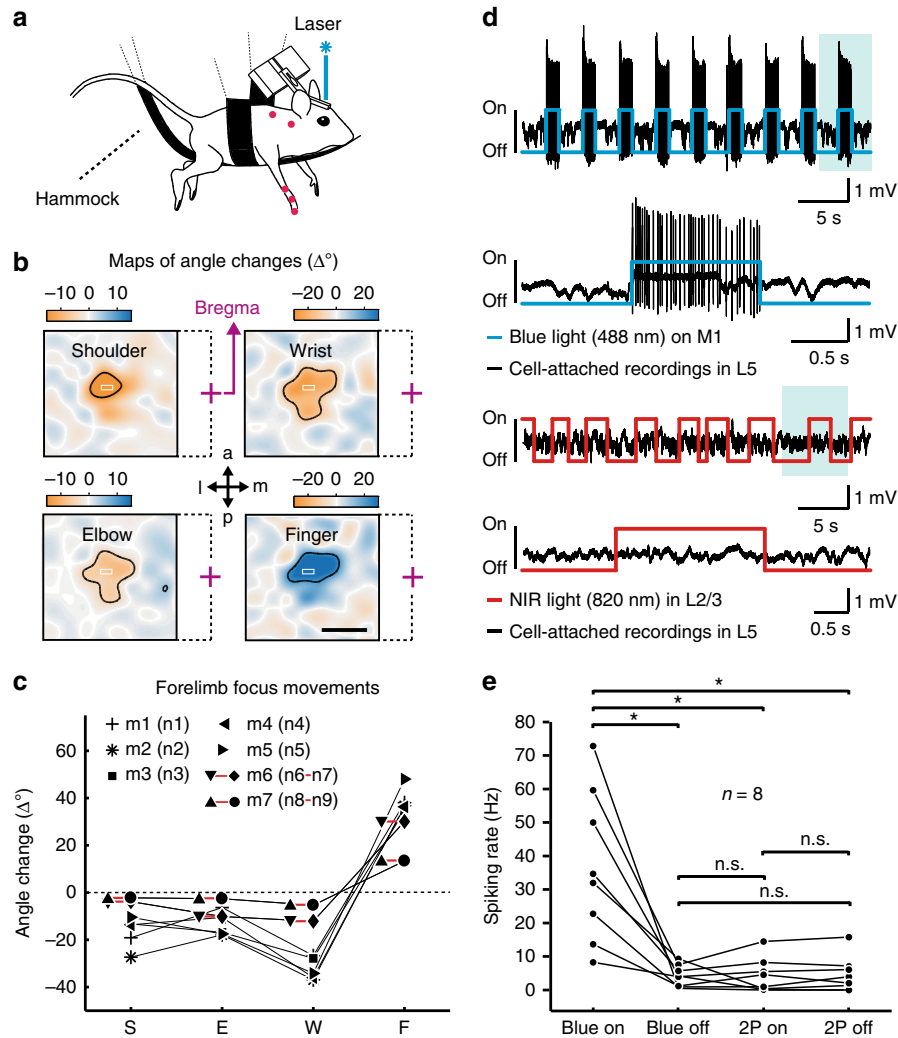 a
Laser
Hammock
b
Maps of angle changes (Δ°)
–10 0 10
–20 0 20
Bregma
Shoulder
Wrist
a
l m
p
–10 0 10
–20 0 20
Elbow
Finger
c
Forelimb focus movements
m1 (n1)
m2 (n2)
m3 (n3)
m4 (n4)
m5 (n5)
m6 (n6-n7)
m7 (n8-n9)
Angle change (Δ°)
60
40
20
0
–20
–40
S E W F
d
On
Off
1 mV
5 s
On
Off
1 mV
0.5 s
Blue light (488 nm) on M1
Cell-attached recordings in L5
On
Off
1 mV
5 s
On
Off
1 mV
0.5 s
NIR light (820 nm) in L2/3
Cell-attached recordings in L5
e
Spiking rate (Hz)
80
70
60
50
40
30
20
10
0
*
*
*
n = 8
n.s.
n.s.
n.s.
Blue on Blue off 2P on 2P off